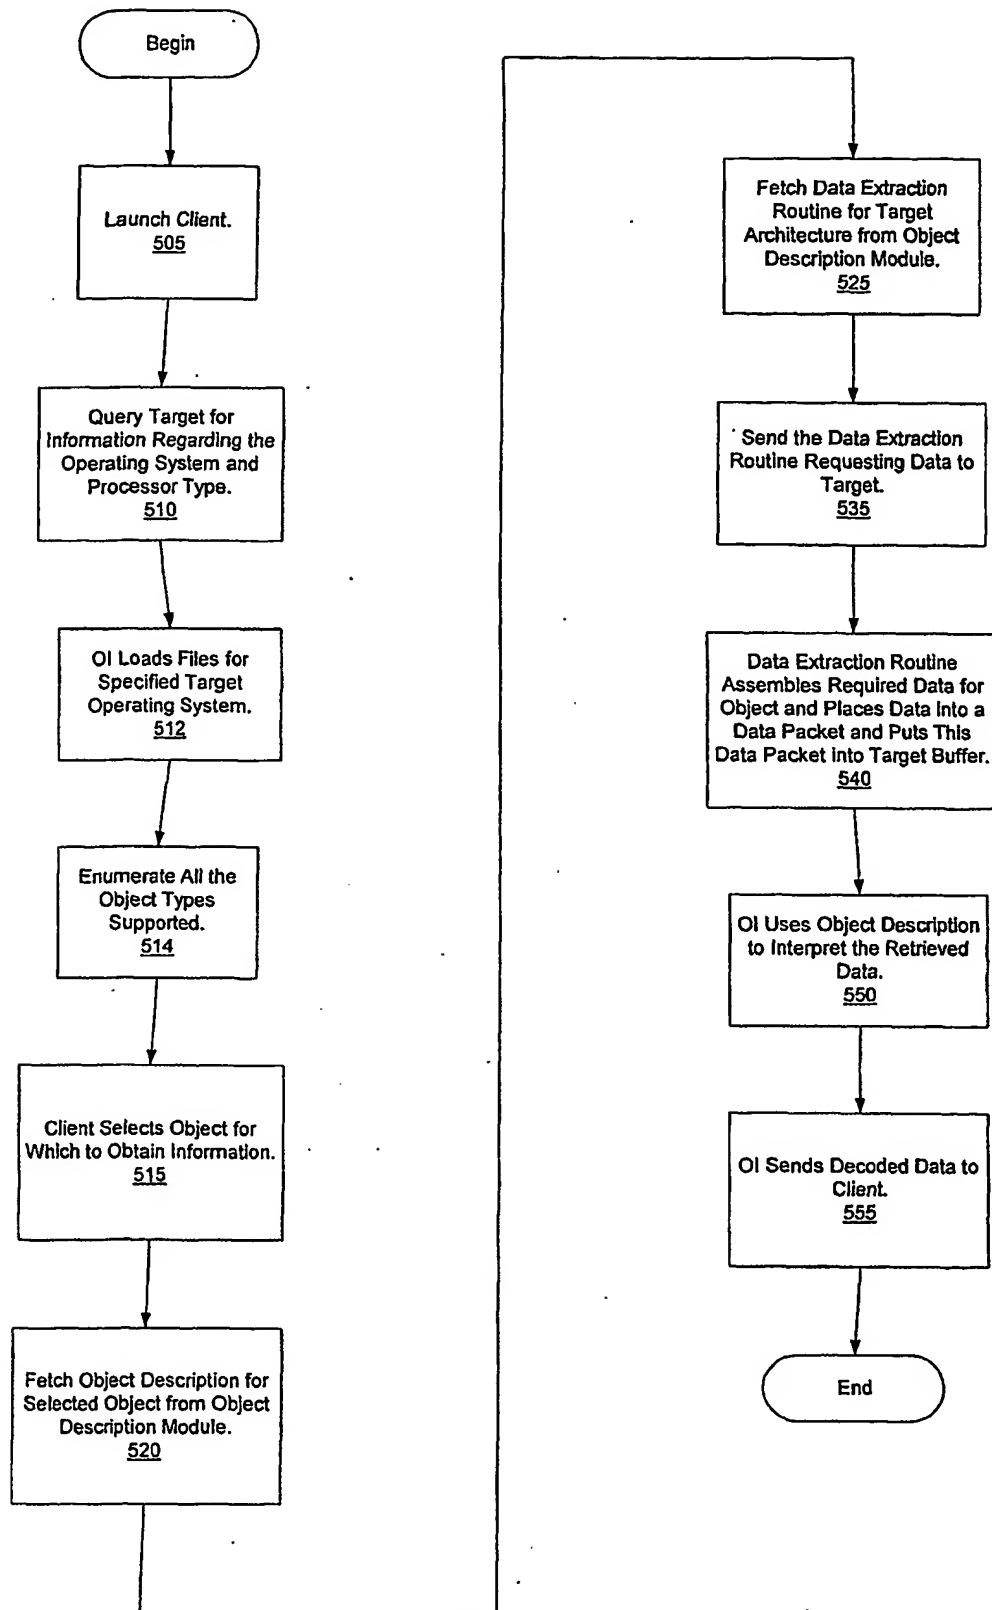 Begin
Launch Client.
505
Query Target for
Information Regarding the
Operating System and
Processor Type.
510
OI Loads Files for
Specified Target
Operating System.
512
Enumerate All the
Object Types
Supported.
514
Client Selects Object for
Which to Obtain Information.
515
Fetch Object Description for
Selected Object from Object
Description Module.
520
Fetch Data Extraction
Routine for Target
Architecture from Object
Description Module.
525
Send the Data Extraction
Routine Requesting Data to
Target.
535
Data Extraction Routine
Assembles Required Data for
Object and Places Data Into a
Data Packet and Puts This
Data Packet into Target Buffer.
540
OI Uses Object Description
to Interpret the Retrieved
Data.
550
OI Sends Decoded Data to
Client.
555
End